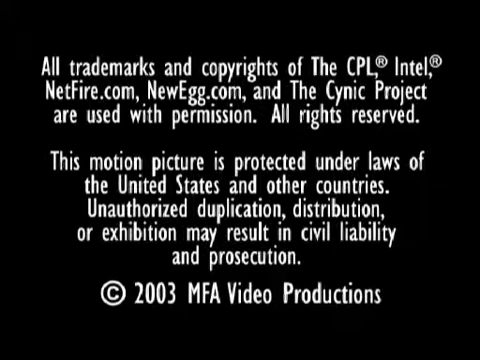 All trademarks and copyrights of The CPL,® Intel,®
NetFire.com, NewEgg.com, and The Cynic Project
are used with permission. All rights reserved.
This motion picture is protected under laws of
the United States and other countries.
Unauthorized duplication, distribution,
or exhibition may result in civil liability
and prosecution.
© 2003 MFA Video Productions